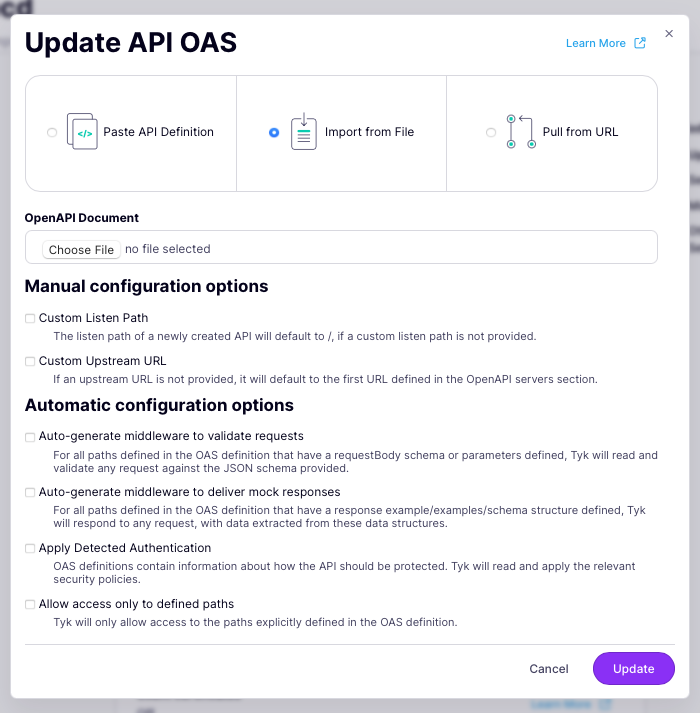 cd
Update API OAS
Learn More
Paste API Definition
Import from File
Pull from URL
OpenAPI Document
Choose File no file selected
Manual configuration options
Custom Listen Path
The listen path of a newly created API will default to /, if a custom listen path is not provided.
Custom Upstream URL
If an upstream URL is not provided, it will default to the first URL defined in the OpenAPI servers section.
Automatic configuration options
Auto-generate middleware to validate requests
For all paths defined in the OAS definition that have a requestBody schema or parameters defined, Tyk will read and
validate any request against the JSON schema provided.
Auto-generate middleware to deliver mock responses
For all paths defined in the OAS definition that have a response example/examples/schema structure defined, Tyk
will respond to any request, with data extracted from these data structures.
Apply Detected Authentication
OAS definitions contain information about how the API should be protected. Tyk will read and apply the relevant
security policies.
Allow access only to defined paths
Tyk will only allow access to the paths explicitly defined in the OAS definition.
Cancel
Update
Learn More